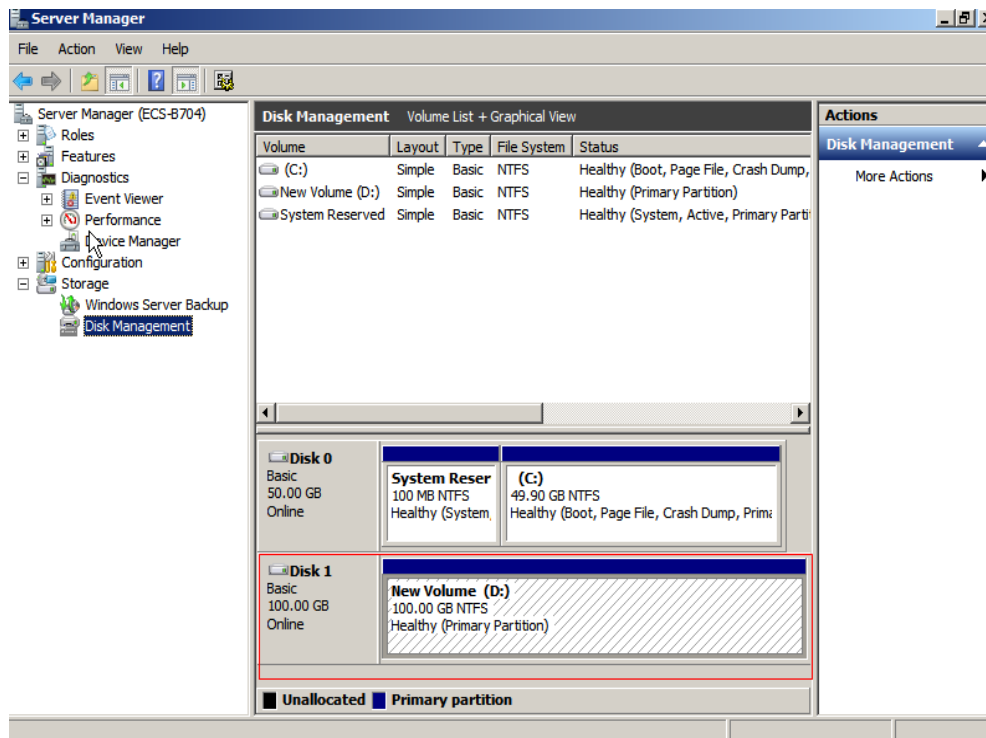 Server Manager
File Action View Help
Server Manager (ECS-B704)
Roles
Features
Diagnostics
Event Viewer
Performance
Device Manager
Configuration
Storage
Windows Server Backup
Disk Management
Disk Management Volume List + Graphical View
Volume Layout Type File System Status
(C:) Simple Basic NTFS Healthy (Boot, Page File, Crash Dump,
New Volume (D:) Simple Basic NTFS Healthy (Primary Partition)
System Reserved Simple Basic NTFS Healthy (System, Active, Primary Parti
Disk 0
Basic
50.00 GB
Online
System Reser
100 MB NTFS
Healthy (System,
(C:)
49.90 GB NTFS
Healthy (Boot, Page File, Crash Dump, Prima
Disk 1
Basic
100.00 GB
Online
New Volume (D:)
100.00 GB NTFS
Healthy (Primary Partition)
Unallocated Primary partition
Actions
Disk Management
More Actions